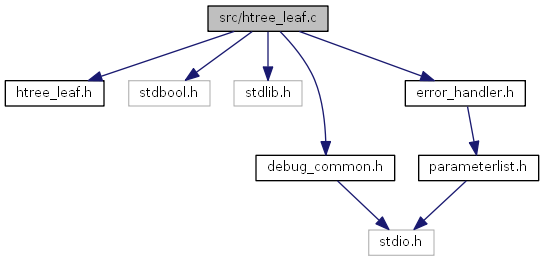 src/htree_leaf.c
htree_leaf.h
stdbool.h
stdlib.h
error_handler.h
debug_common.h
parameterlist.h
stdio.h